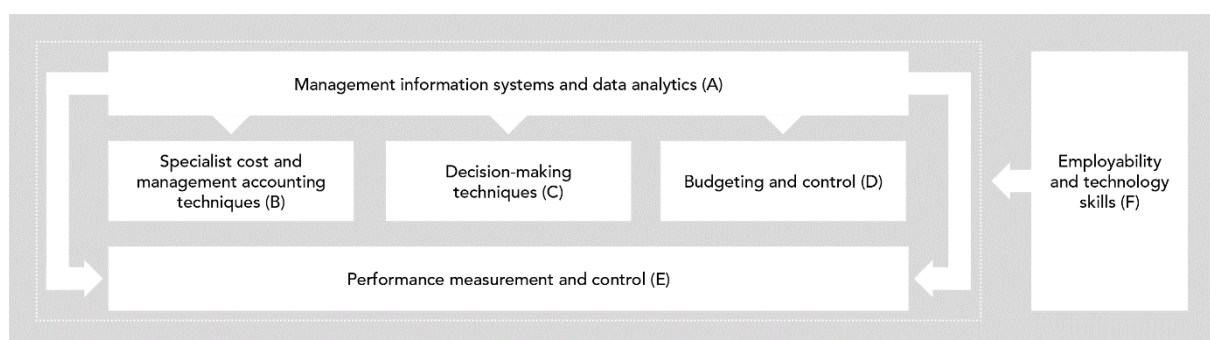 Management information systems and data analytics (A)
Specialist cost and
management accounting
techniques (B)
Decision-making
techniques (C)
Budgeting and control (D)
Employability
and technology
skills (F)
Performance measurement and control (E)